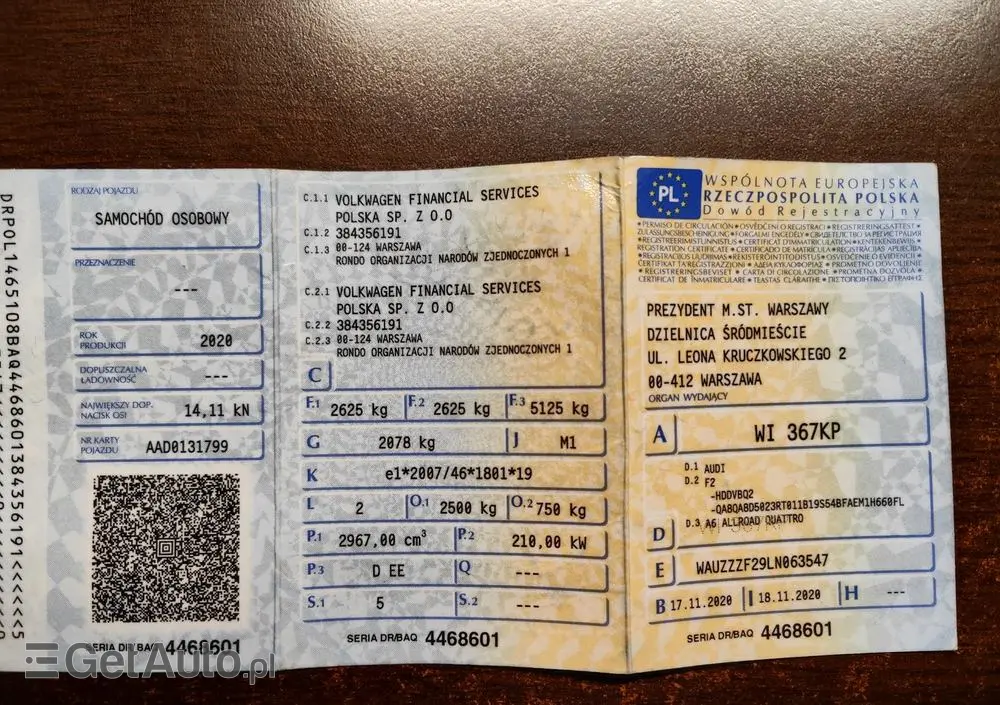 DRPOL1465108BAQ4468601384356191<<<<<<5
RODZAJ POJAZDU
SAMOCHÓD OSOBOWY
PRZEZNACZENIE
---
ROK PRODUKCJI 2020
DOPUSZCZALNA ŁADOWNOŚĆ ---
NAJWIĘKSZY DOP. NACISK OSI 14,11 kN
NR KARTY POJAZDU AAD0131799
SERIA DR/BAQ 4468601
C.1.1 VOLKWAGEN FINANCIAL SERVICES
POLSKA SP. Z O.O
C.1.2 384356191
C.1.3 00-124 WARSZAWA
RONDO ORGANIZACJI NARODÓW ZJEDNOCZONYCH 1
C.2.1 VOLKWAGEN FINANCIAL SERVICES
POLSKA SP. Z O.O
C.2.2 384356191
C.2.3 00-124 WARSZAWA
RONDO ORGANIZACJI NARODÓW ZJEDNOCZONYCH 1
C
F.1 2625 kg F.2 2625 kg F.3 5125 kg
G 2078 kg J M1
K e1*2007/46*1801*19
L 2 O.1 2500 kg O.2 750 kg
P.1 2967,00 cm³ P.2 210,00 kW
P.3 D EE Q ---
S.1 5 S.2 ---
SERIA DR/BAQ 4468601
PL
WSPÓLNOTA EUROPEJSKA
RZECZPOSPOLITA POLSKA
Dowód Rejestracyjny
PREZYDENT M.ST. WARSZAWY
DZIELNICA ŚRÓDMIEŚCIE
UL. LEONA KRUCZKOWSKIEGO 2
00-412 WARSZAWA
ORGAN WYDAJĄCY
A WI 367KP
D.1 AUDI
D.2 F2
-HDDVBQ2
-QA8QA8D5023RT011B19S54BFAEM1H660FL
D D.3 A6 ALLROAD QUATTRO
E WAUZZZF29LN063547
B 17.11.2020 I 18.11.2020 H ---
SERIA DR/BAQ 4468601
GetAuto.pl